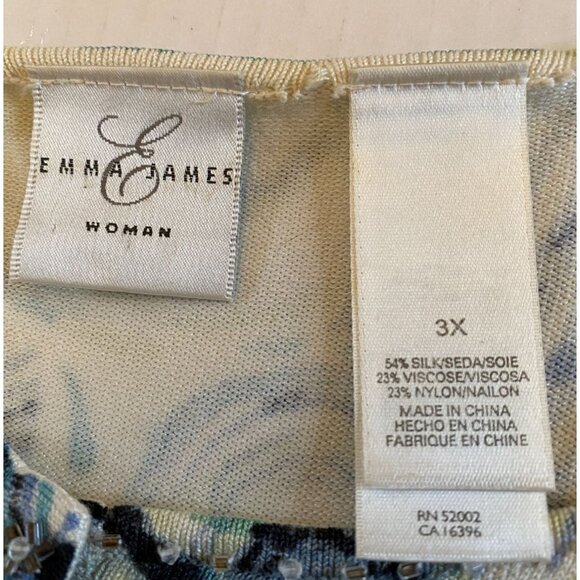 E
EMMA JAMES
WOMAN
3X
54% SILK/SEDA/SOIE
23% VISCOSE/VISCOSA
23% NYLON/NAILON
MADE IN CHINA
HECHO EN CHINA
FABRIQUE EN CHINE
RN 52002
CA 16396